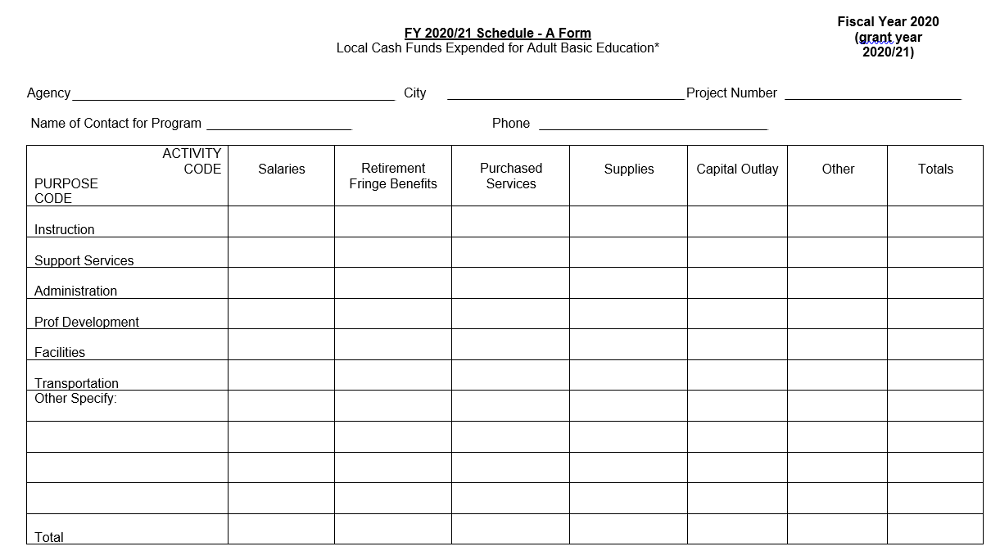 Fiscal Year 2020
(grant year
2020/21)
FY 2020/21 Schedule - A Form
Local Cash Funds Expended for Adult Basic Education*
Agency City Project Number
Name of Contact for Program Phone
ACTIVITY
CODE
PURPOSE
CODE
Salaries
Retirement
Fringe Benefits
Purchased
Services
Supplies
Capital Outlay
Other
Totals
Instruction
Support Services
Administration
Prof Development
Facilities
Transportation
Other Specify:
Total